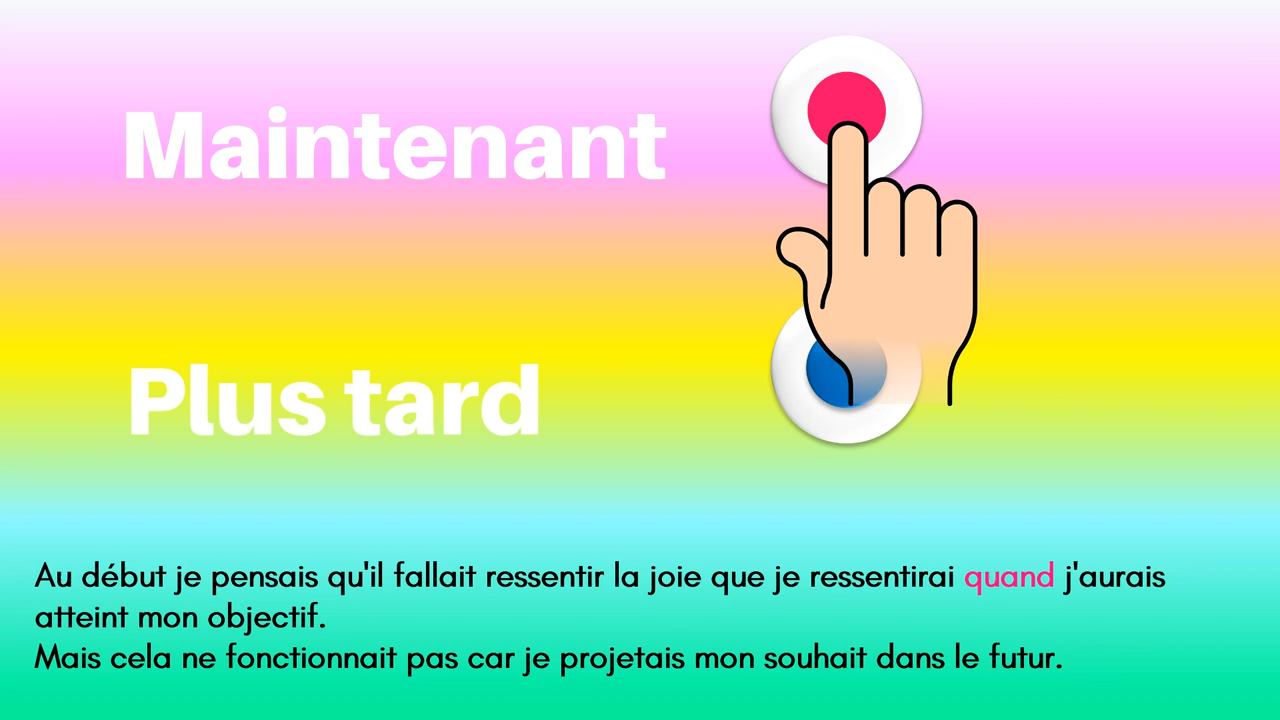 Maintenant
Plus tard
Au début je pensais qu'il fallait ressentir la joie que je ressentirai quand j'aurais
atteint mon objectif.
Mais cela ne fonctionnait pas car je projetais mon souhait dans le futur.